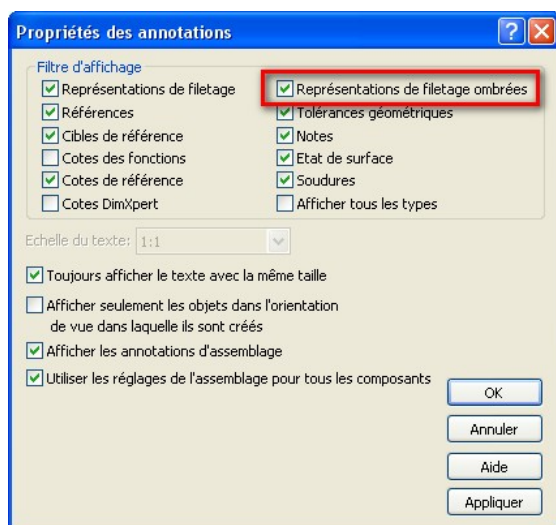 Propriétés des annotations
Filtre d'affichage
Représentations de filetage
Représentations de filetage ombrées
Références
Tolérances géométriques
Cibles de référence
Notes
Cotes des fonctions
Etat de surface
Cotes de référence
Soudures
Cotes DimXpert
Afficher tous les types
Echelle du texte: 1:1
Toujours afficher le texte avec la même taille
Afficher seulement les objets dans l'orientation
de vue dans laquelle ils sont créés
Afficher les annotations d'assemblage
Utiliser les réglages de l'assemblage pour tous les composants
OK
Annuler
Aide
Appliquer